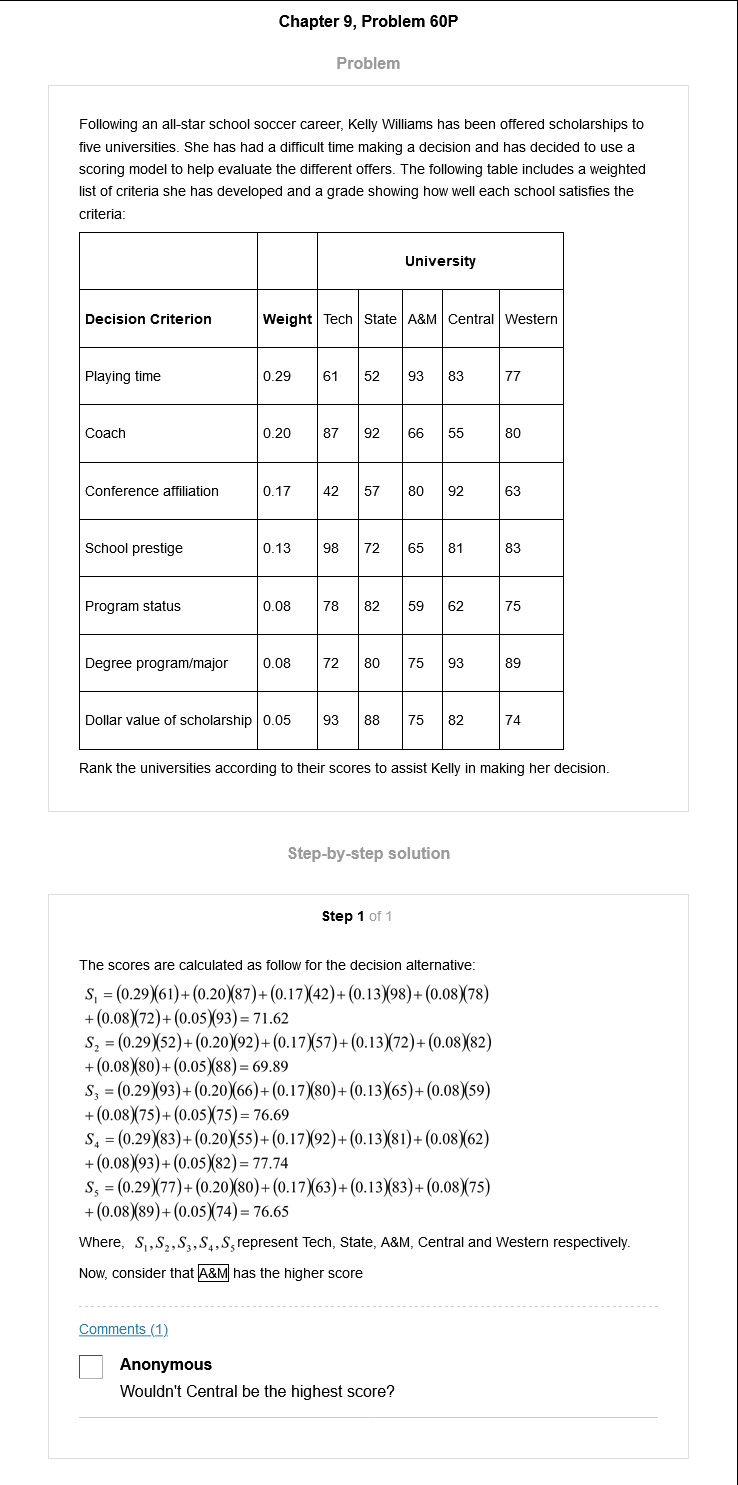 Chapter 9, Problem 60P
Problem
Following an all-star school soccer career, Kelly Williams has been offered scholarships to
five universities. She has had a difficult time making a decision and has decided to use a
scoring model to help evaluate the different offers. The following table includes a weighted
list of criteria she has developed and a grade showing how well each school satisfies the
criteria:
University
Decision Criterion Weight Tech State A&M Central Western
Playing time 0.29 61 52 93 83 77
Coach 0.20 87 92 66 55 80
Conference affiliation 0.17 42 57 80 92 63
School prestige 0.13 98 72 65 81 83
Program status 0.08 78 82 59 62 75
Degree program/major 0.08 72 80 75 93 89
Dollar value of scholarship 0.05 93 88 75 82 74
Rank the universities according to their scores to assist Kelly in making her decision.
Step-by-step solution
Step 1 of 1
The scores are calculated as follow for the decision alternative:
S₁ = (0.29)(61)+(0.20)(87)+(0.17)(42)+(0.13)(98)+(0.08)(78)
+(0.08)(72)+(0.05)(93) = 71.62
S₂ = (0.29)(52)+(0.20)(92)+(0.17)(57)+(0.13)(72)+(0.08)(82)
+(0.08)(80)+(0.05)(88) = 69.89
S₃ = (0.29)(93)+(0.20)(66)+(0.17)(80)+(0.13)(65)+(0.08)(59)
+(0.08)(75)+(0.05)(75) = 76.69
S₄ = (0.29)(83)+(0.20)(55)+(0.17)(92)+(0.13)(81)+(0.08)(62)
+(0.08)(93)+(0.05)(82) = 77.74
S₅ = (0.29)(77)+(0.20)(80)+(0.17)(63)+(0.13)(83)+(0.08)(75)
+(0.08)(89)+(0.05)(74) = 76.65
Where, S₁,S₂,S₃,S₄,S₅ represent Tech, State, A&M, Central and Western respectively.
Now, consider that A&M has the higher score
Comments (1)
Anonymous
Wouldn't Central be the highest score?